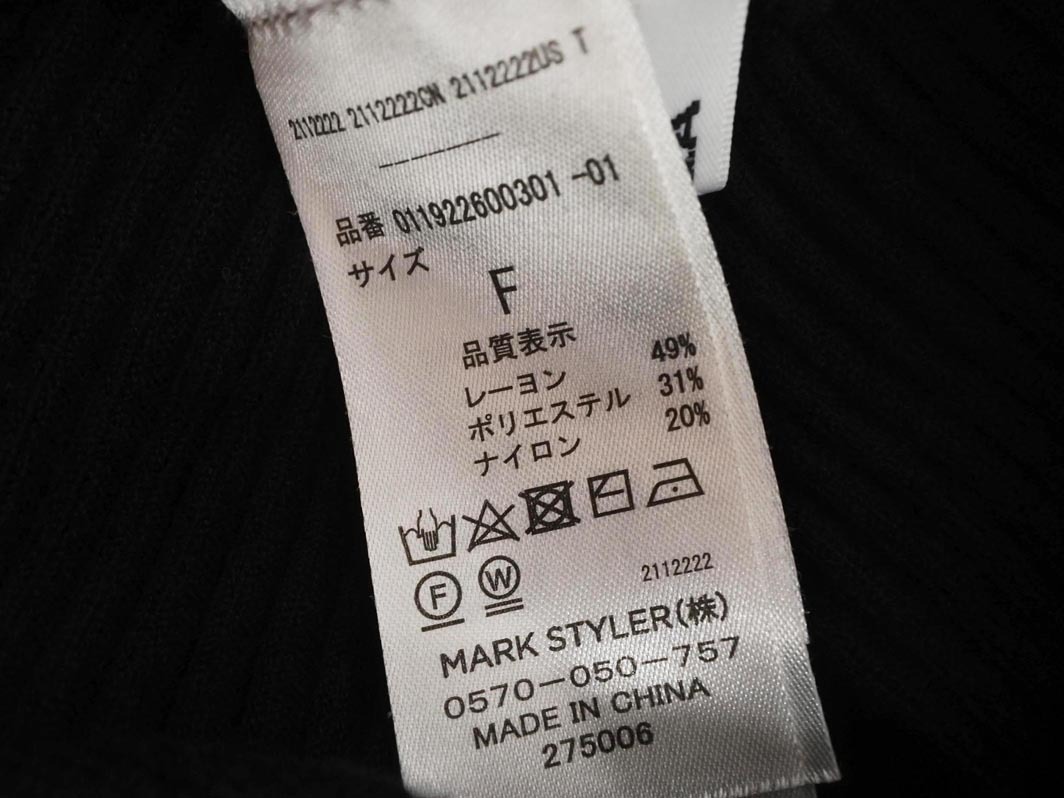 2112222 2112222CN 2112222US T
-------
品番 011922600301 -01
サイズ
F
品質表示
レーヨン 49%
ポリエステル 31%
ナイロン 20%
F W
2112222
MARK STYLER(株)
0570-050-757
MADE IN CHINA
275006